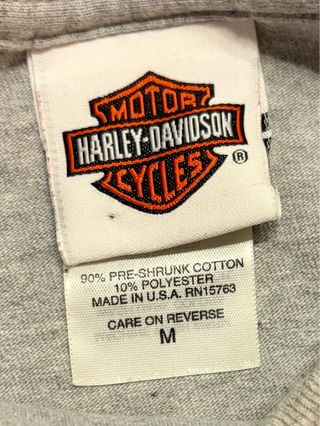 MOTOR
HARLEY-DAVIDSON
CYCLES
®
90% PRE-SHRUNK COTTON
10% POLYESTER
MADE IN U.S.A. RN15763
CARE ON REVERSE
M